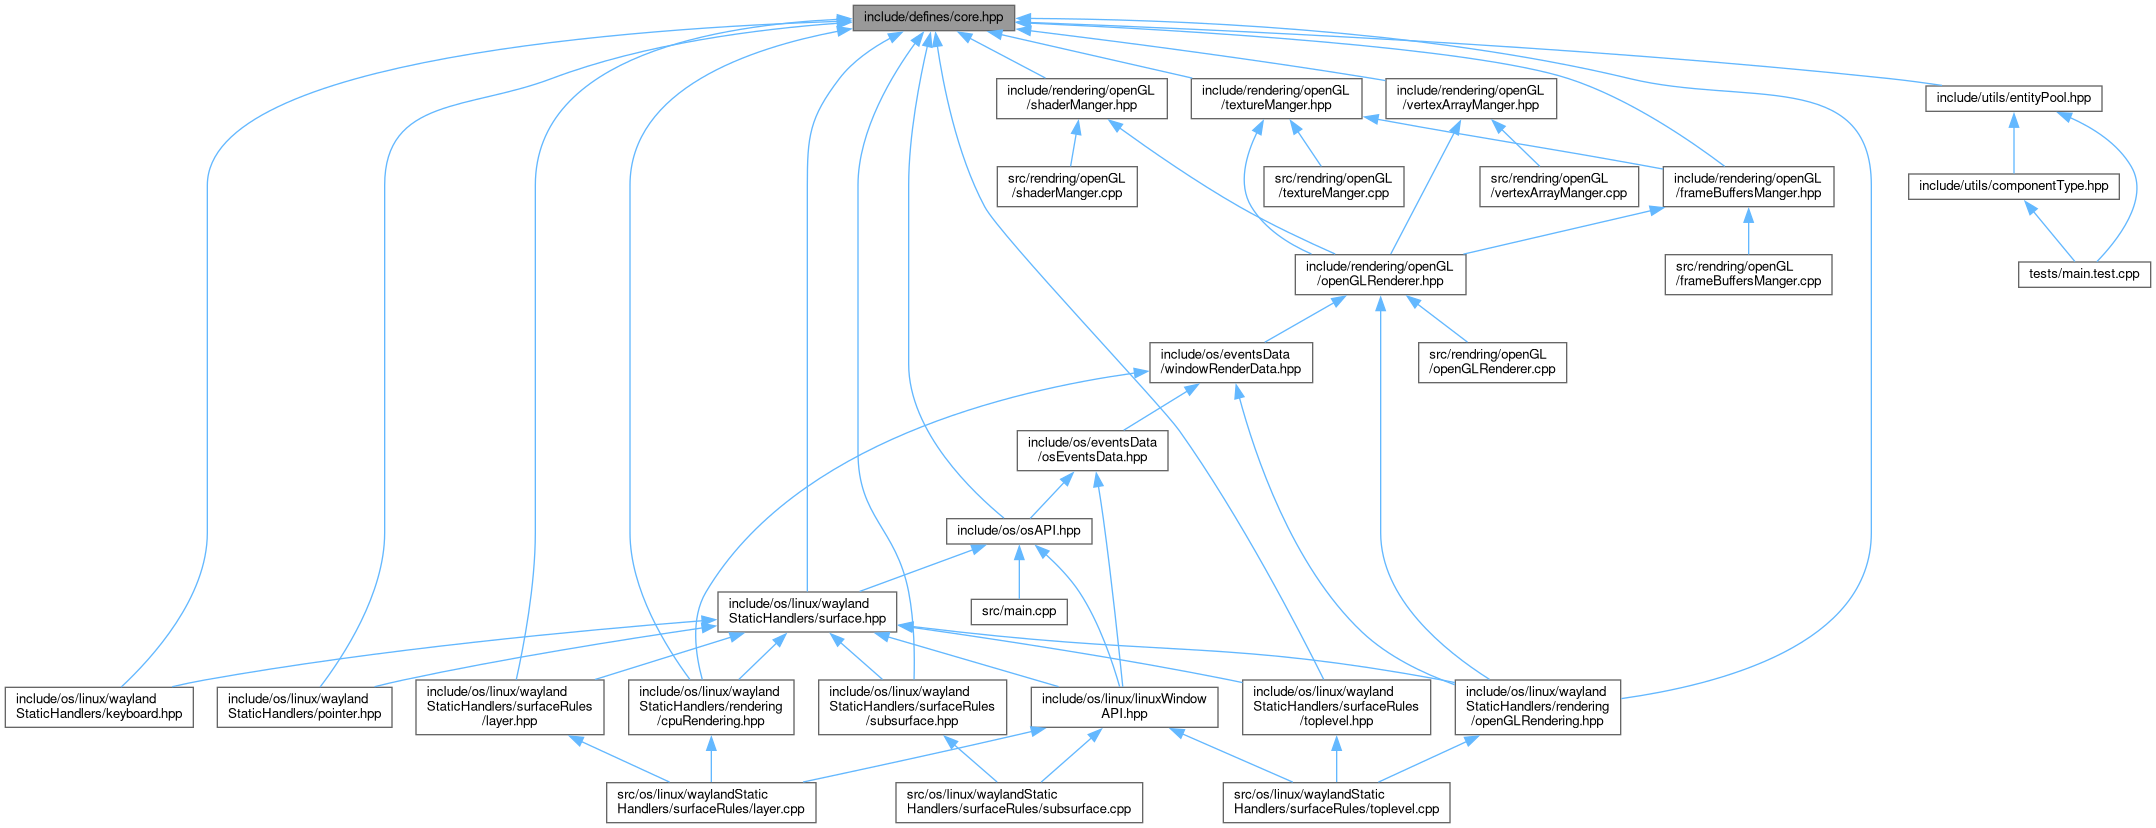 include/defines/core.hpp
include/rendering/openGL
/shaderManger.hpp
include/rendering/openGL
/textureManger.hpp
include/rendering/openGL
/vertexArrayManger.hpp
include/utils/entityPool.hpp
src/rendring/openGL
/shaderManger.cpp
src/rendring/openGL
/textureManger.cpp
src/rendring/openGL
/vertexArrayManger.cpp
include/rendering/openGL
/frameBuffersManger.hpp
include/utils/componentType.hpp
include/rendering/openGL
/openGLRenderer.hpp
src/rendring/openGL
/frameBuffersManger.cpp
tests/main.test.cpp
include/os/eventsData
/windowRenderData.hpp
src/rendring/openGL
/openGLRenderer.cpp
include/os/eventsData
/osEventsData.hpp
include/os/osAPI.hpp
include/os/linux/wayland
StaticHandlers/surface.hpp
src/main.cpp
include/os/linux/wayland
StaticHandlers/keyboard.hpp
include/os/linux/wayland
StaticHandlers/pointer.hpp
include/os/linux/wayland
StaticHandlers/surfaceRules
/layer.hpp
include/os/linux/wayland
StaticHandlers/rendering
/cpuRendering.hpp
include/os/linux/wayland
StaticHandlers/surfaceRules
/subsurface.hpp
include/os/linux/linuxWindow
API.hpp
include/os/linux/wayland
StaticHandlers/surfaceRules
/toplevel.hpp
include/os/linux/wayland
StaticHandlers/rendering
/openGLRendering.hpp
src/os/linux/waylandStatic
Handlers/surfaceRules/layer.cpp
src/os/linux/waylandStatic
Handlers/surfaceRules/subsurface.cpp
src/os/linux/waylandStatic
Handlers/surfaceRules/toplevel.cpp